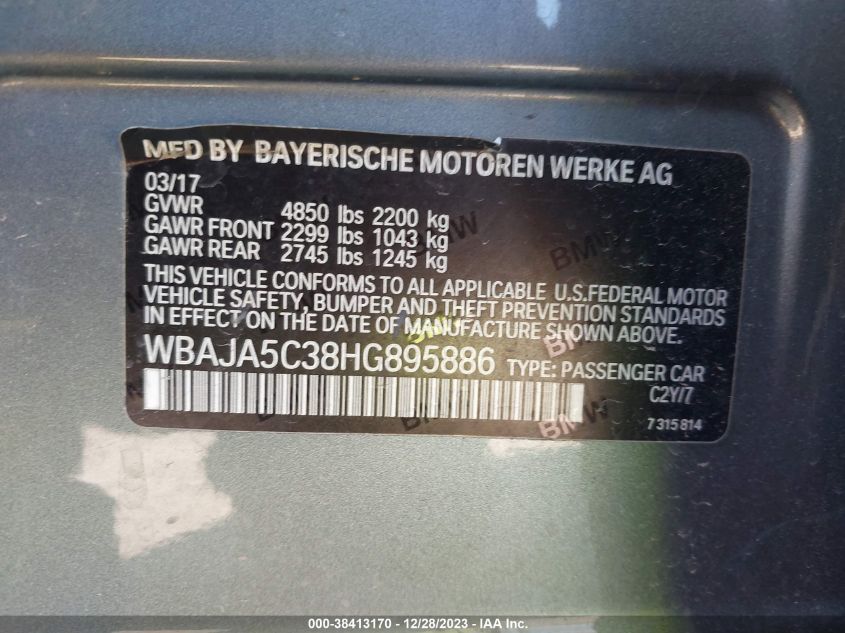 MFD BY BAYERISCHE MOTOREN WERKE AG
03/17
GVWR 4850 lbs 2200 kg
GAWR FRONT 2299 lbs 1043 kg
GAWR REAR 2745 lbs 1245 kg
THIS VEHICLE CONFORMS TO ALL APPLICABLE U.S.FEDERAL MOTOR
VEHICLE SAFETY, BUMPER AND THEFT PREVENTION STANDARDS
IN EFFECT ON THE DATE OF MANUFACTURE SHOWN ABOVE.
WBAJA5C38HG895886 TYPE: PASSENGER CAR
C2Y/7
7 315 814
BMW
BMW
BMW
000-38413170 - 12/28/2023 - IAA Inc.